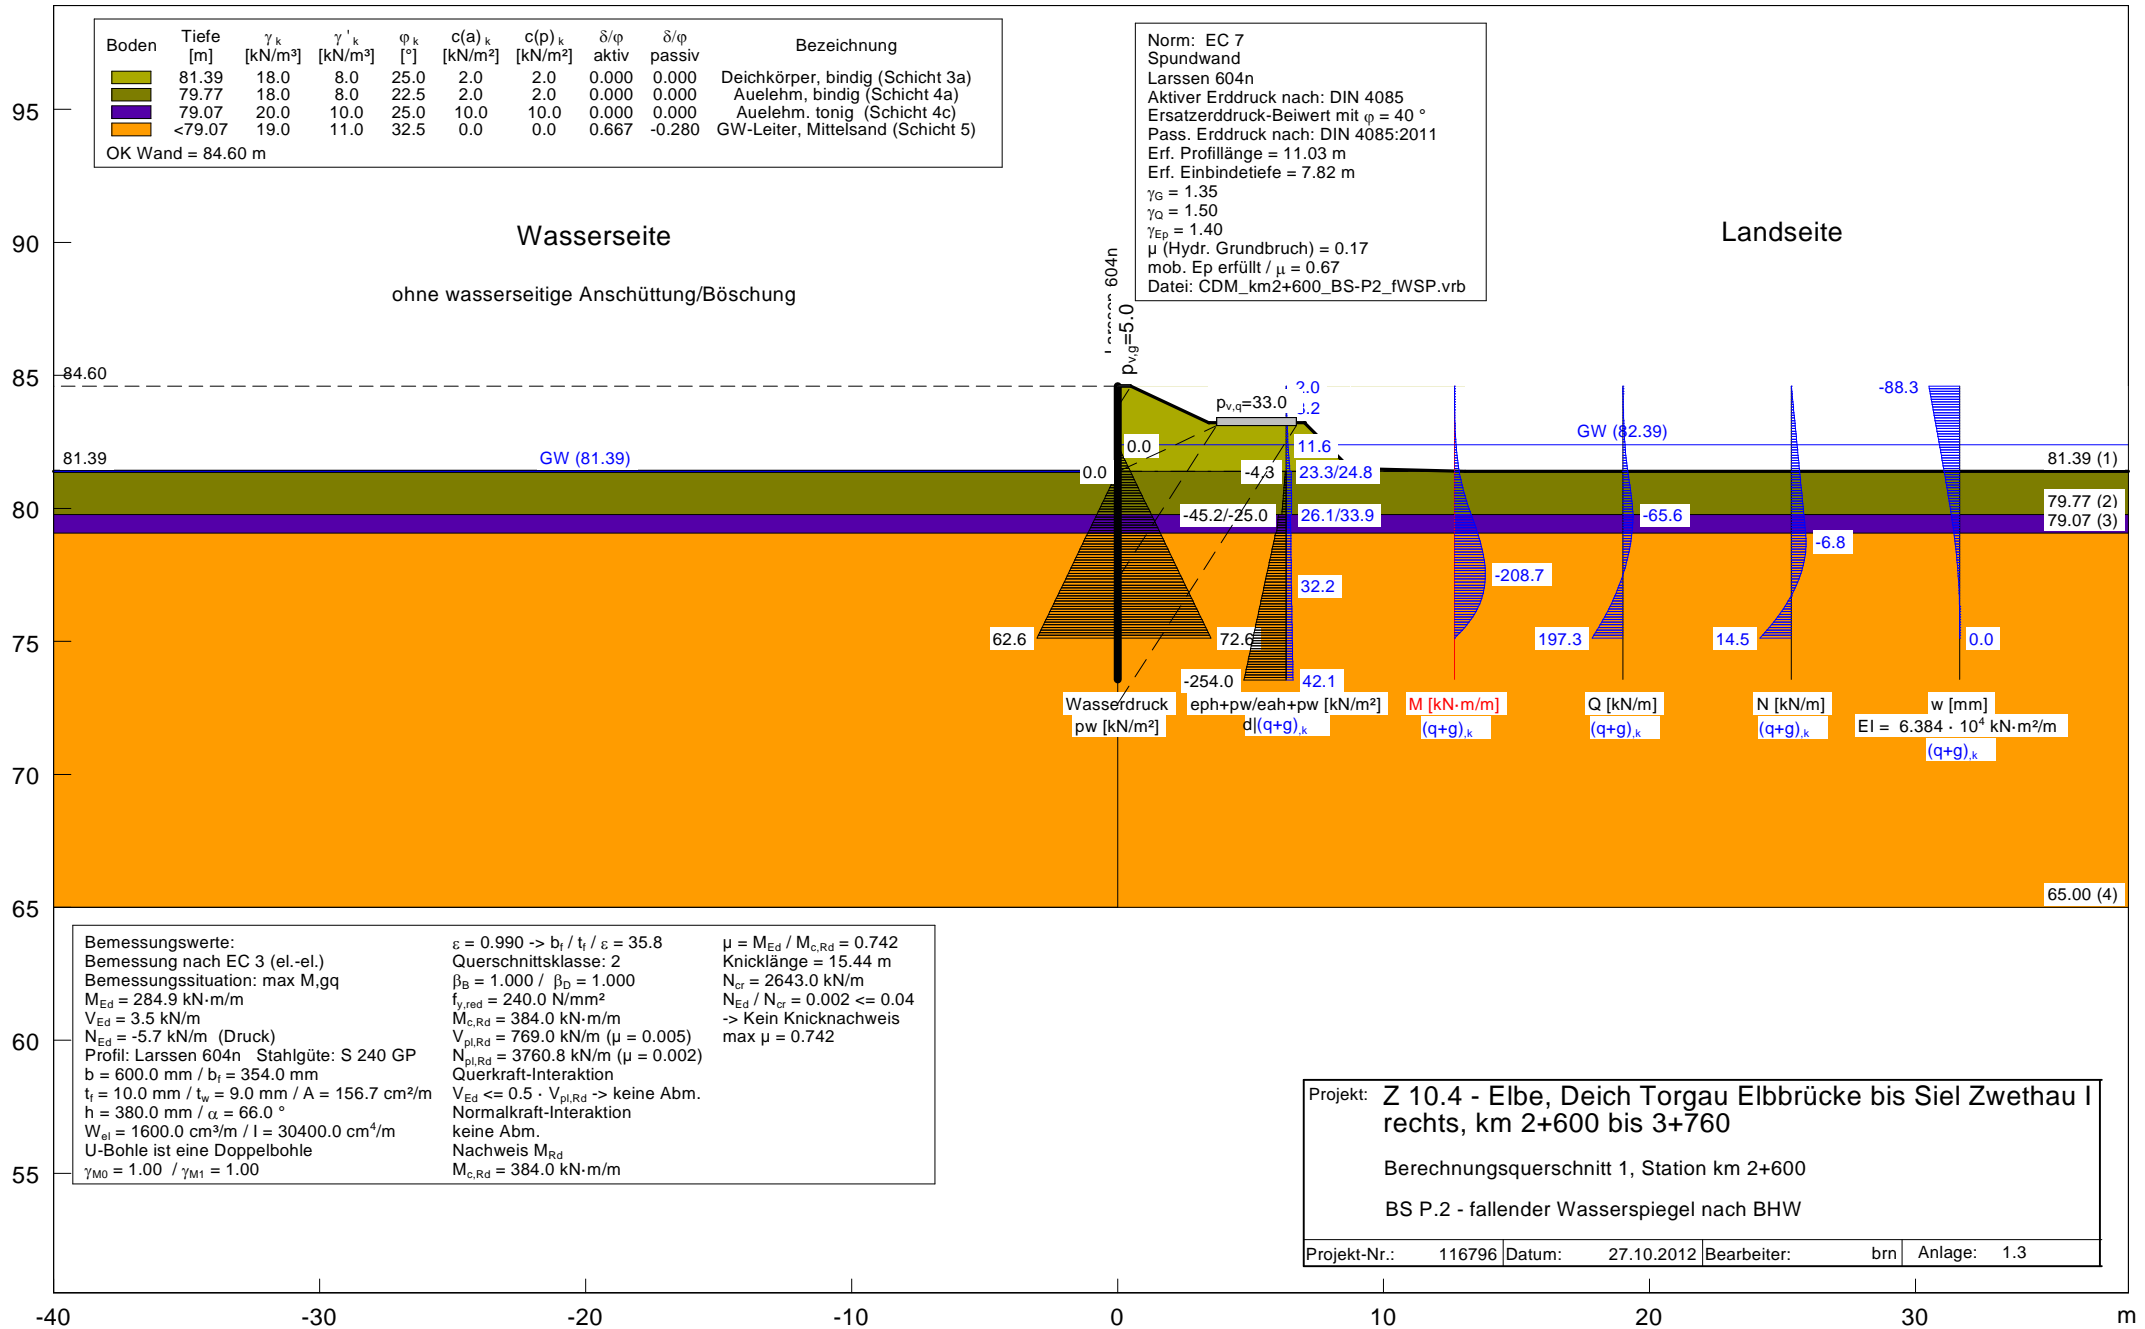 Boden Tiefe [m] γ k [kN/m³] γ ' k [kN/m³] φ k [°] c(a) k [kN/m²] c(p) k [kN/m²] δ/φ aktiv δ/φ passiv Bezeichnung
81.39 18.0 8.0 25.0 2.0 2.0 0.000 0.000 Deichkörper, bindig (Schicht 3a)
79.77 18.0 8.0 22.5 2.0 2.0 0.000 0.000 Auelehm, bindig (Schicht 4a)
79.07 20.0 10.0 25.0 10.0 10.0 0.000 0.000 Auelehm. tonig (Schicht 4c)
<79.07 19.0 11.0 32.5 0.0 0.0 0.667 -0.280 GW-Leiter, Mittelsand (Schicht 5)
OK Wand = 84.60 m
Norm: EC 7
Spundwand
Larssen 604n
Aktiver Erddruck nach: DIN 4085
Ersatzerddruck-Beiwert mit φ = 40 °
Pass. Erddruck nach: DIN 4085:2011
Erf. Profillänge = 11.03 m
Erf. Einbindetiefe = 7.82 m
γG = 1.35
γQ = 1.50
γEp = 1.40
μ (Hydr. Grundbruch) = 0.17
mob. Ep erfüllt / μ = 0.67
Datei: CDM_km2+600_BS-P2_fWSP.vrb
Wasserseite
ohne wasserseitige Anschüttung/Böschung
Landseite
604n
pv,g=5.0
95
90
85
80
75
70
65
60
55
84.60
81.39
GW (81.39)
GW (82.39)
pv,q=33.0
0.0
0.0
11.6
-4.3 23.3/24.8
-45.2/-25.0 26.1/33.9
32.2
62.6
72.6
-254.0 42.1
-208.7
-65.6
197.3
-6.8
14.5
-88.3
0.0
81.39 (1)
79.77 (2)
79.07 (3)
65.00 (4)
Wasserdruck
pw [kN/m²]
eph+pw/eah+pw [kN/m²]
d|(q+g),k
M [kN·m/m]
(q+g),k
Q [kN/m]
(q+g),k
N [kN/m]
(q+g),k
w [mm]
EI = 6.384 · 10⁴ kN·m²/m
(q+g),k
Bemessungswerte:
Bemessung nach EC 3 (el.-el.)
Bemessungssituation: max M,gq
MEd = 284.9 kN·m/m
VEd = 3.5 kN/m
NEd = -5.7 kN/m (Druck)
Profil: Larssen 604n Stahlgüte: S 240 GP
b = 600.0 mm / bf = 354.0 mm
tf = 10.0 mm / tw = 9.0 mm / A = 156.7 cm²/m
h = 380.0 mm / α = 66.0 °
Wel = 1600.0 cm³/m / I = 30400.0 cm⁴/m
U-Bohle ist eine Doppelbohle
γM0 = 1.00 / γM1 = 1.00
ε = 0.990 -> bf / tf / ε = 35.8
Querschnittsklasse: 2
βB = 1.000 / βD = 1.000
fy,red = 240.0 N/mm²
Mc,Rd = 384.0 kN·m/m
Vpl,Rd = 769.0 kN/m (μ = 0.005)
Npl,Rd = 3760.8 kN/m (μ = 0.002)
Querkraft-Interaktion
VEd <= 0.5 · Vpl,Rd -> keine Abm.
Normalkraft-Interaktion
keine Abm.
Nachweis MRd
Mc,Rd = 384.0 kN·m/m
μ = MEd / Mc,Rd = 0.742
Knicklänge = 15.44 m
Ncr = 2643.0 kN/m
NEd / Ncr = 0.002 <= 0.04
-> Kein Knicknachweis
max μ = 0.742
Projekt: Z 10.4 - Elbe, Deich Torgau Elbbrücke bis Siel Zwethau I
rechts, km 2+600 bis 3+760
Berechnungsquerschnitt 1, Station km 2+600
BS P.2 - fallender Wasserspiegel nach BHW
Projekt-Nr.: 116796 Datum: 27.10.2012 Bearbeiter: brn Anlage: 1.3
-40 -30 -20 -10 0 10 20 30 m